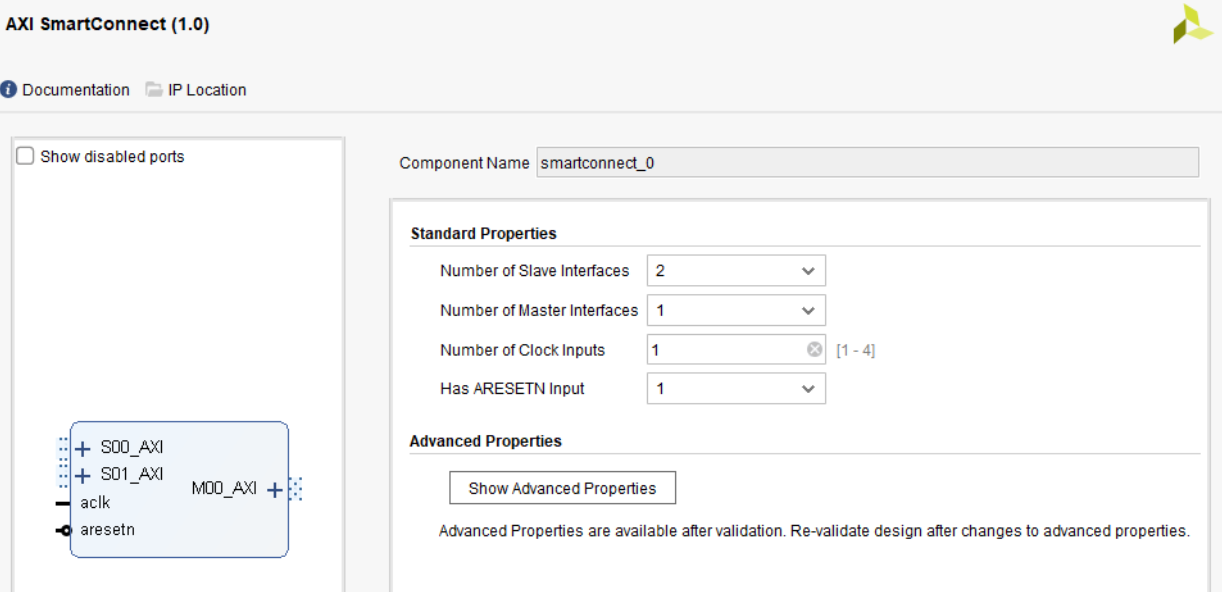 AXI SmartConnect (1.0)
Documentation IP Location
Show disabled ports
S00_AXI
S01_AXI
M00_AXI
aclk
aresetn
Component Name smartconnect_0
Standard Properties
Number of Slave Interfaces 2
Number of Master Interfaces 1
Number of Clock Inputs 1 [1 - 4]
Has ARESETN Input 1
Advanced Properties
Show Advanced Properties
Advanced Properties are available after validation. Re-validate design after changes to advanced properties.